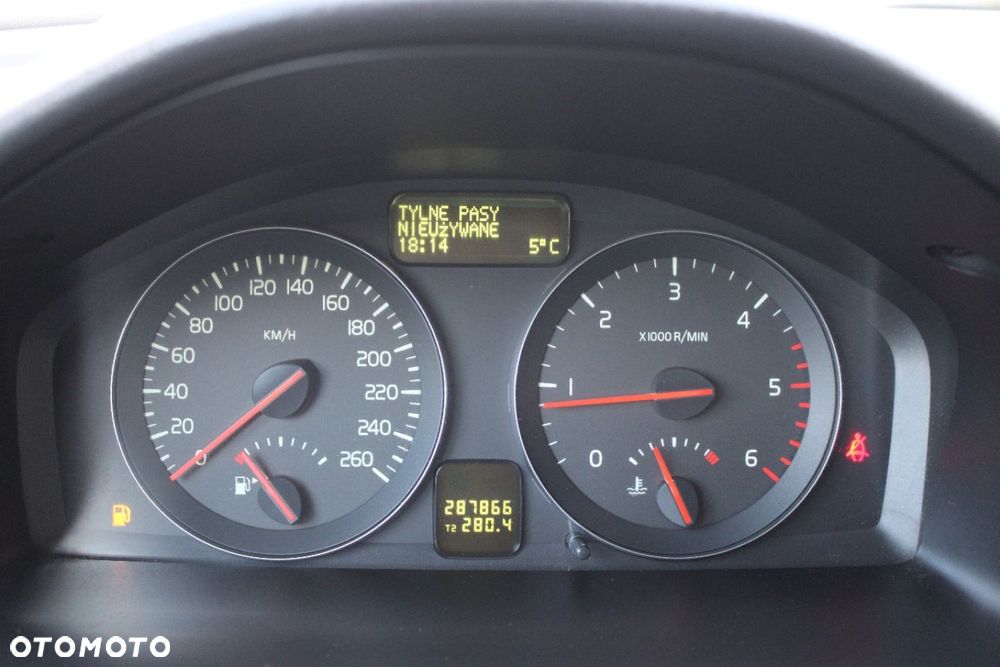 TYLNE PASY
NIEUŻYWANE
18:14 5°C
0 20 40 60 80 100 120 140 160 180 200 220 240 260
KM/H
0 1 2 3 4 5 6
X1000 R/MIN
287866
T2 280.4
OTOMOTO